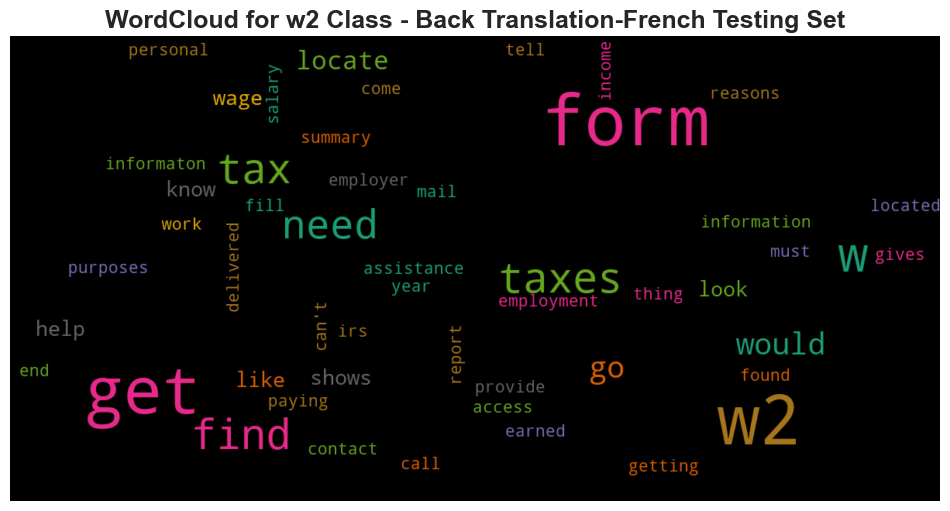 WordCloud for w2 Class - Back Translation-French Testing Set
personal
tell
locate
income
salary
come
wage
reasons
form
summary
informaton
tax
employer
know
mail
fill
located
need
work
information
delivered
must
w
gives
purposes
assistance
taxes
year
look
thing
employment
help
can't
irs
report
would
end
get
like
shows
go
found
provide
paying
access
w2
find
earned
contact
call
getting